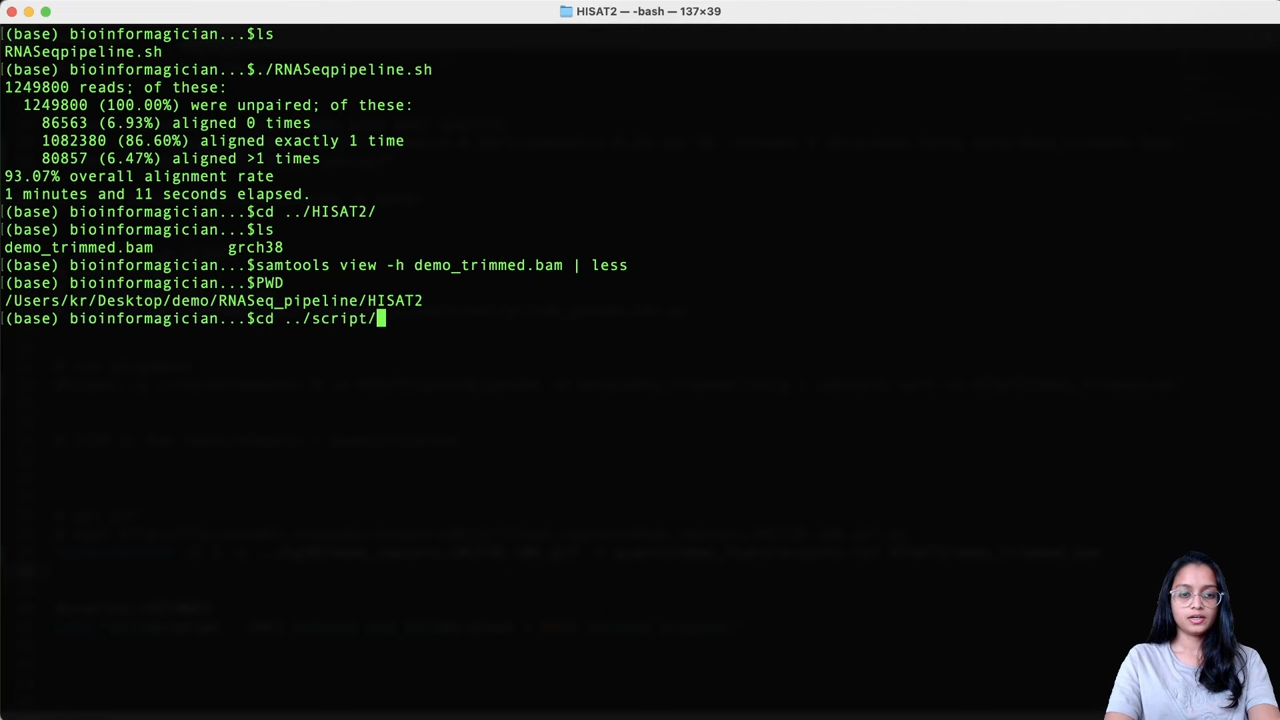 HISAT2 — -bash — 137×39
(base) bioinformagician...$ls
RNASeqpipeline.sh
(base) bioinformagician...$./RNASeqpipeline.sh
1249800 reads; of these:
1249800 (100.00%) were unpaired; of these:
86563 (6.93%) aligned 0 times
1082380 (86.60%) aligned exactly 1 time
80857 (6.47%) aligned >1 times
93.07% overall alignment rate
1 minutes and 11 seconds elapsed.
(base) bioinformagician...$cd ../HISAT2/
(base) bioinformagician...$ls
demo_trimmed.bam grch38
(base) bioinformagician...$samtools view -h demo_trimmed.bam | less
(base) bioinformagician...$PWD
/Users/kr/Desktop/demo/RNASeq_pipeline/HISAT2
(base) bioinformagician...$cd ../script/